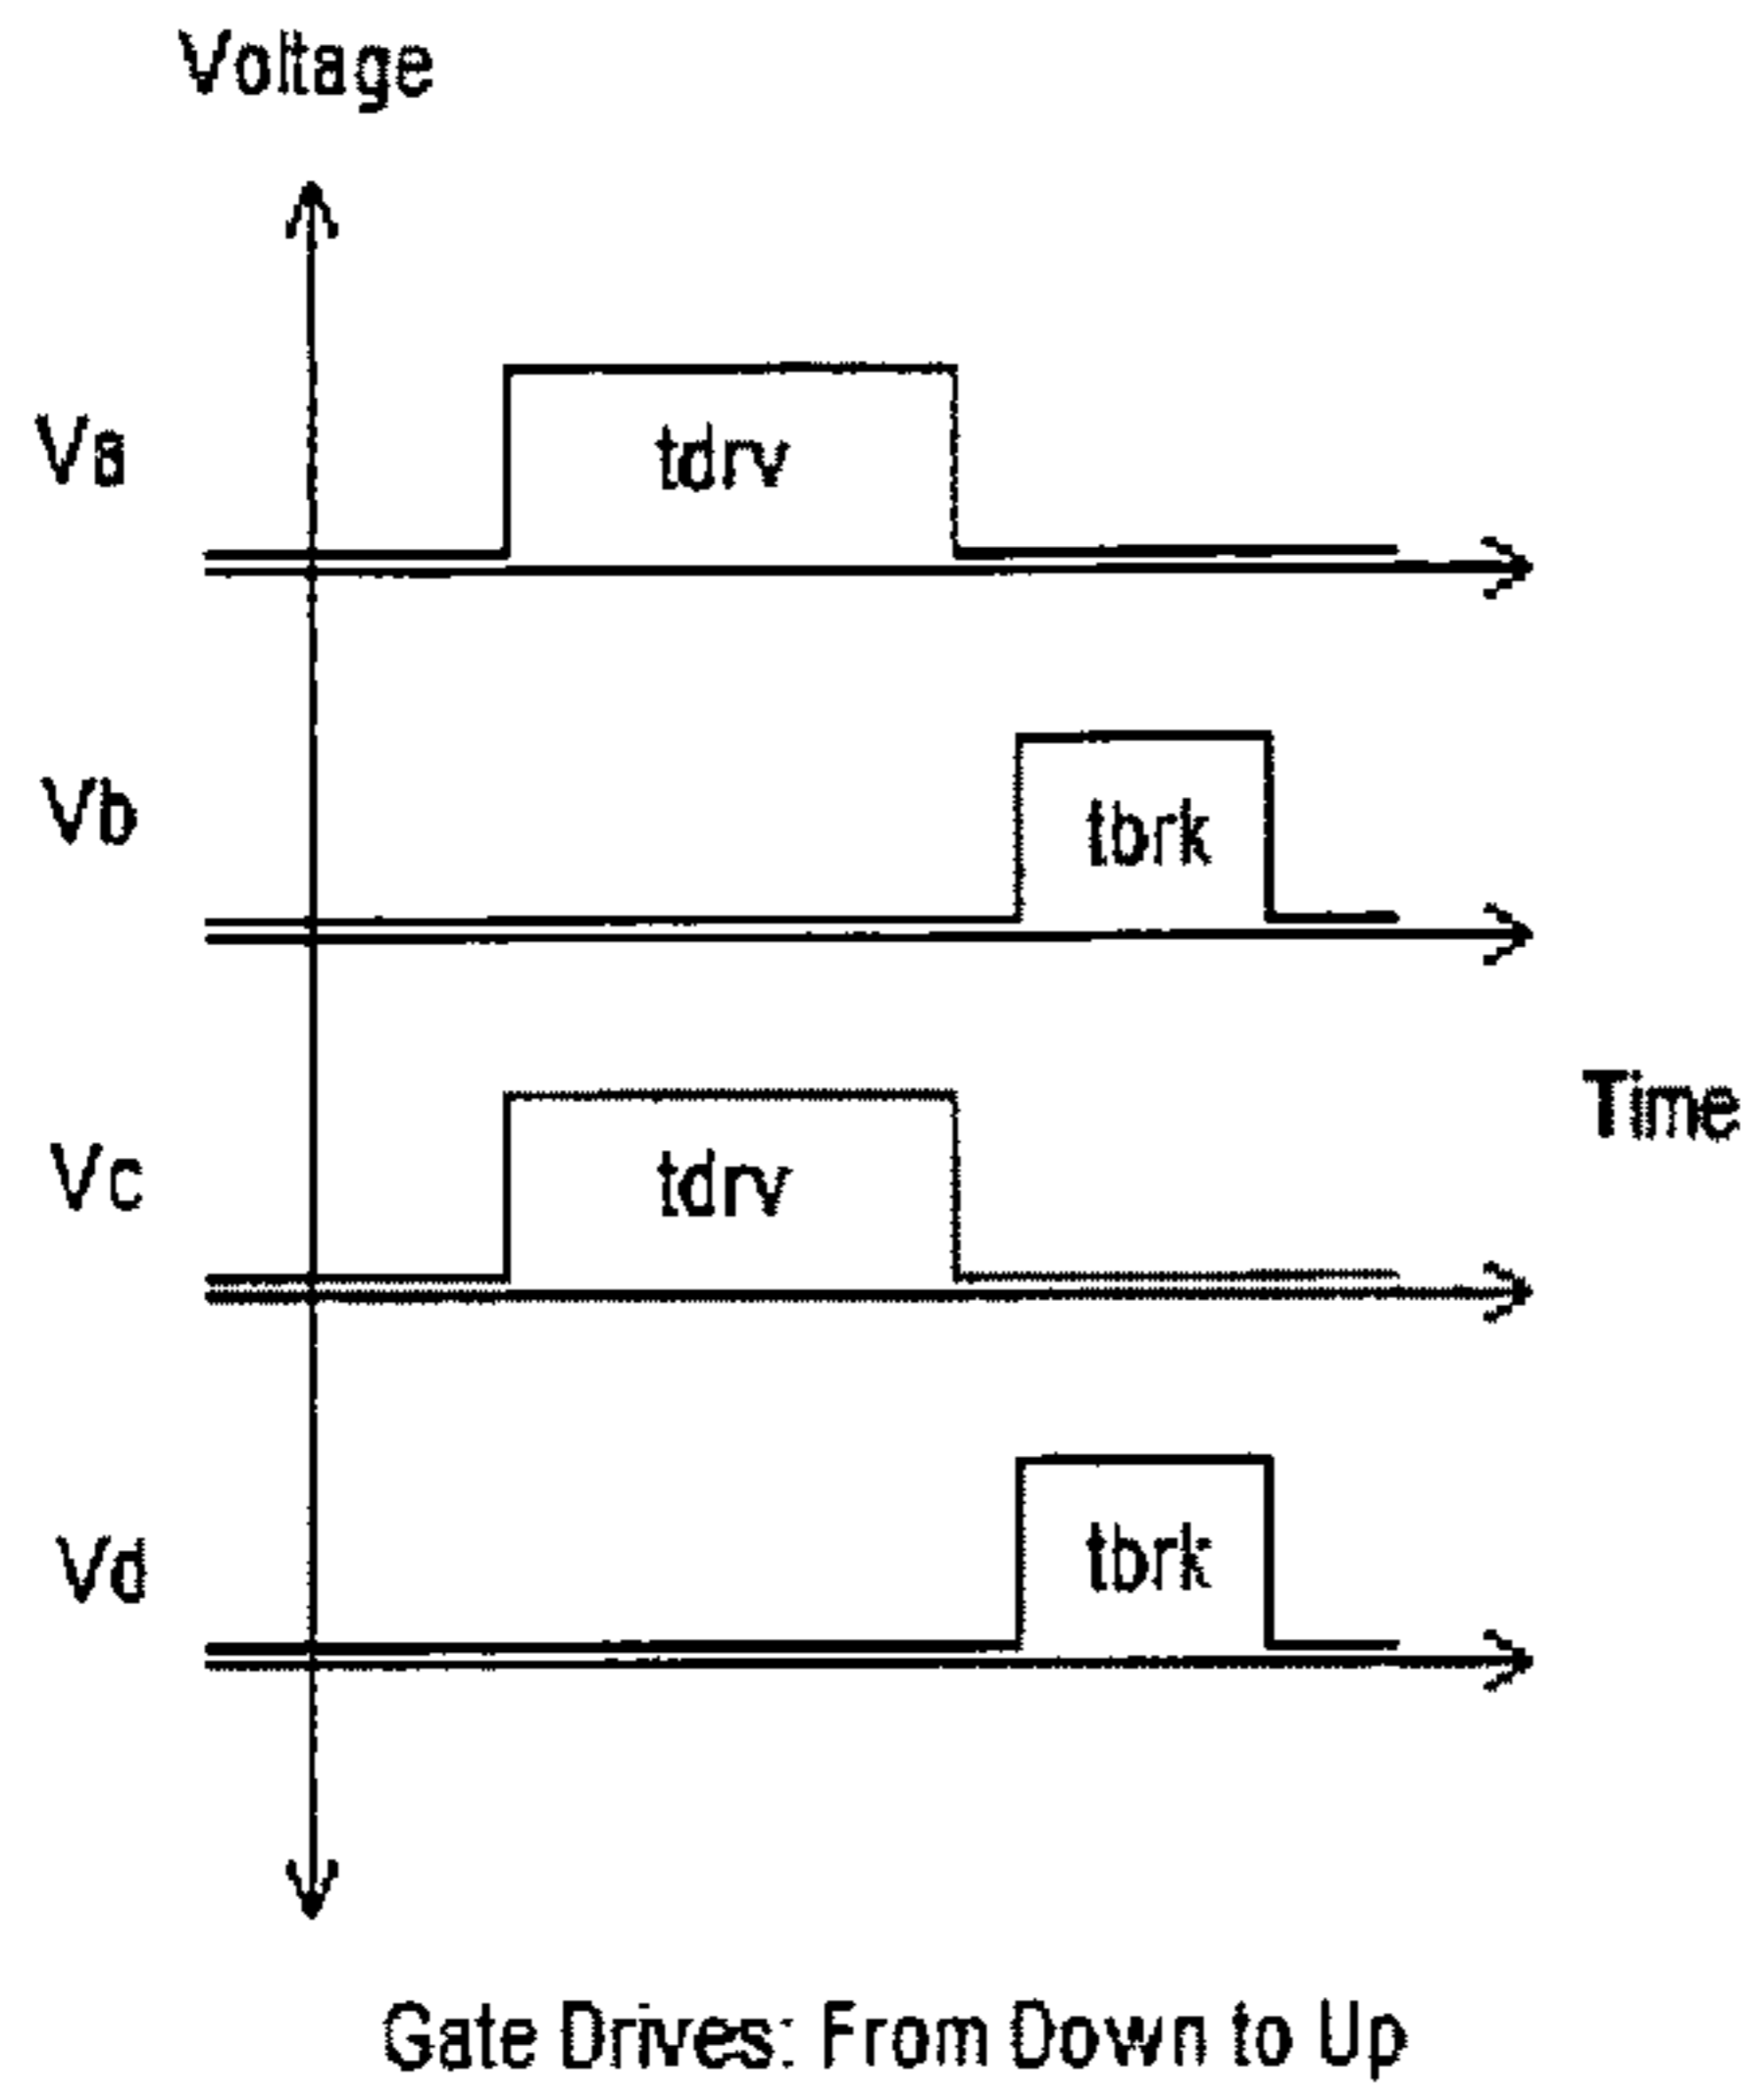 Voltage
Va
tdrv
Vb
tbrk
Time
Vc
tdrv
Vd
tbrk
Gate Drives: From Down to Up